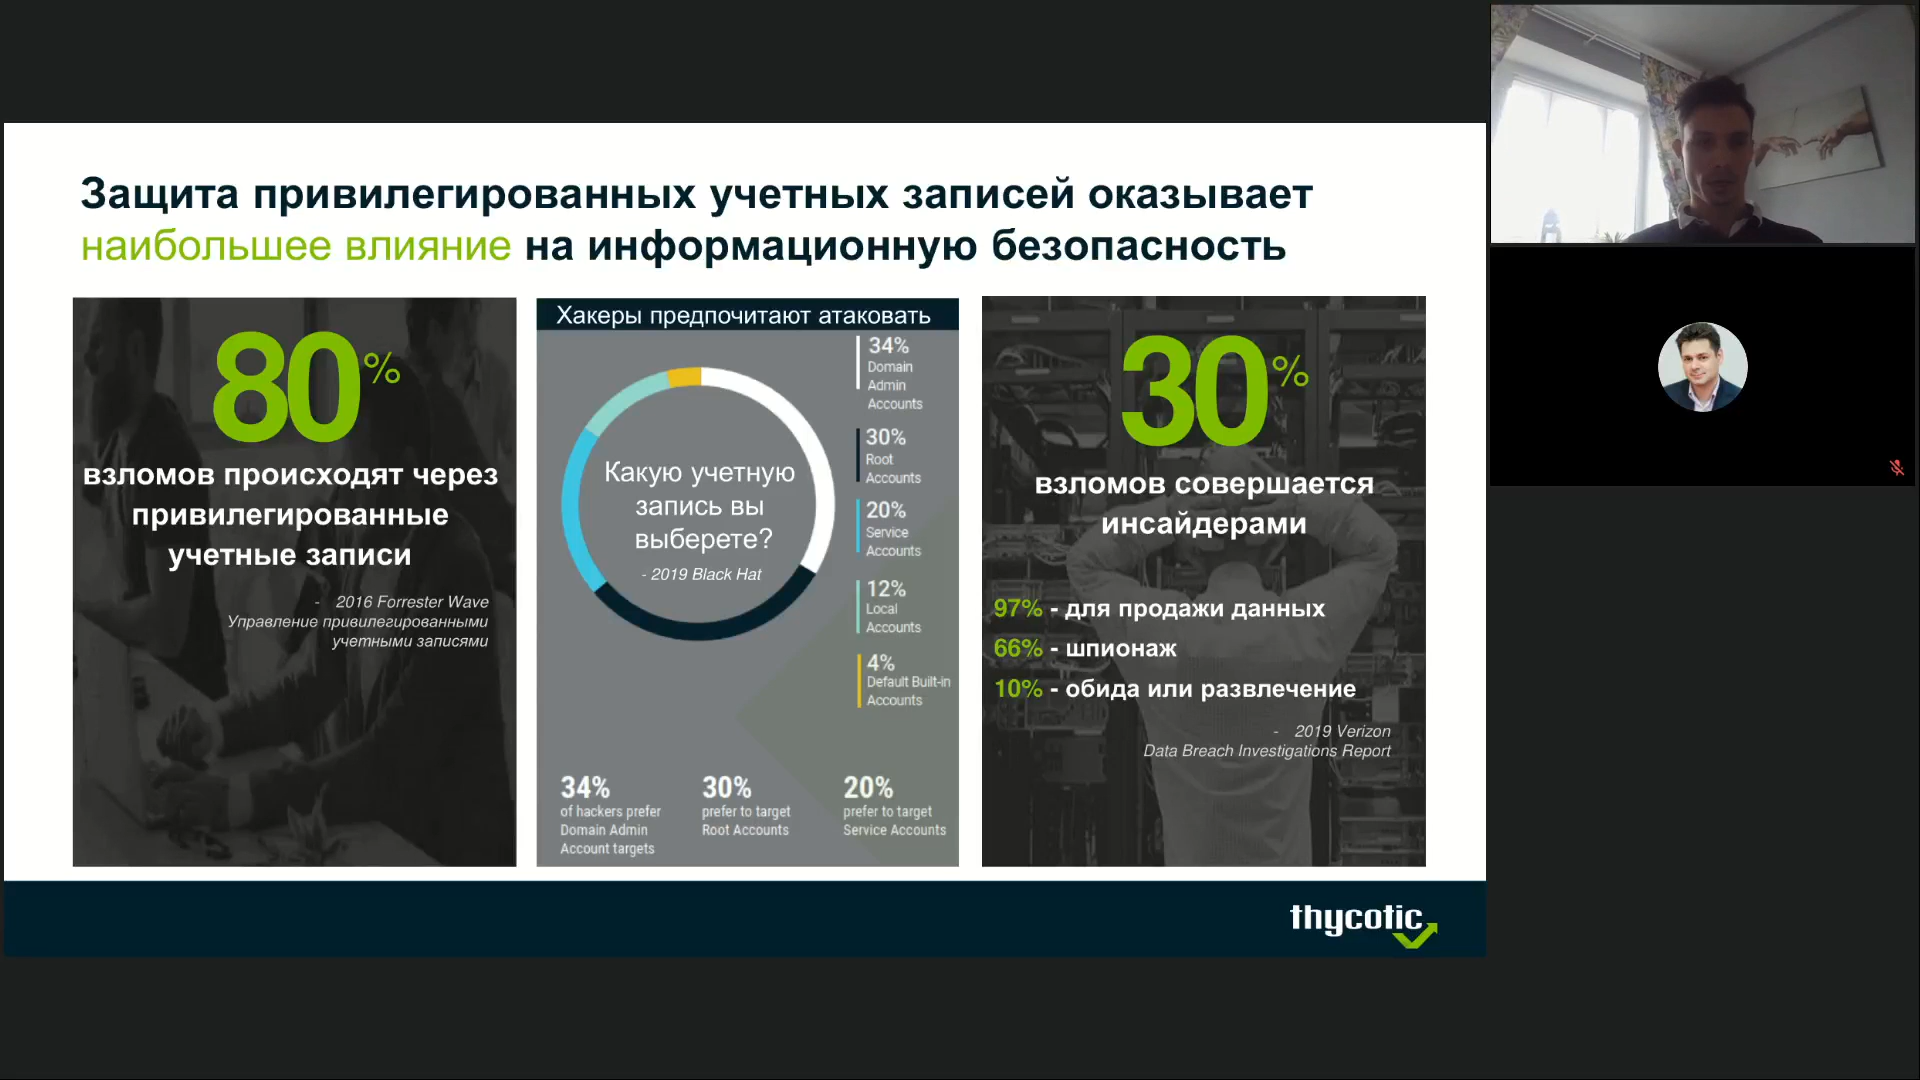 Защита привилегированных учетных записей оказывает
наибольшее влияние на информационную безопасность
80%
взломов происходят через
привилегированные
учетные записи
- 2016 Forrester Wave
Управление привилегированными
учетными записями
Хакеры предпочитают атаковать
Какую учетную
запись вы
выберете?
- 2019 Black Hat
34%
Domain
Admin
Accounts
30%
Root
Accounts
20%
Service
Accounts
12%
Local
Accounts
4%
Default Built-in
Accounts
34%
of hackers prefer
Domain Admin
Account targets
30%
prefer to target
Root Accounts
20%
prefer to target
Service Accounts
30%
взломов совершается
инсайдерами
97% - для продажи данных
66% - шпионаж
10% - обида или развлечение
- 2019 Verizon
Data Breach Investigations Report
thycotic